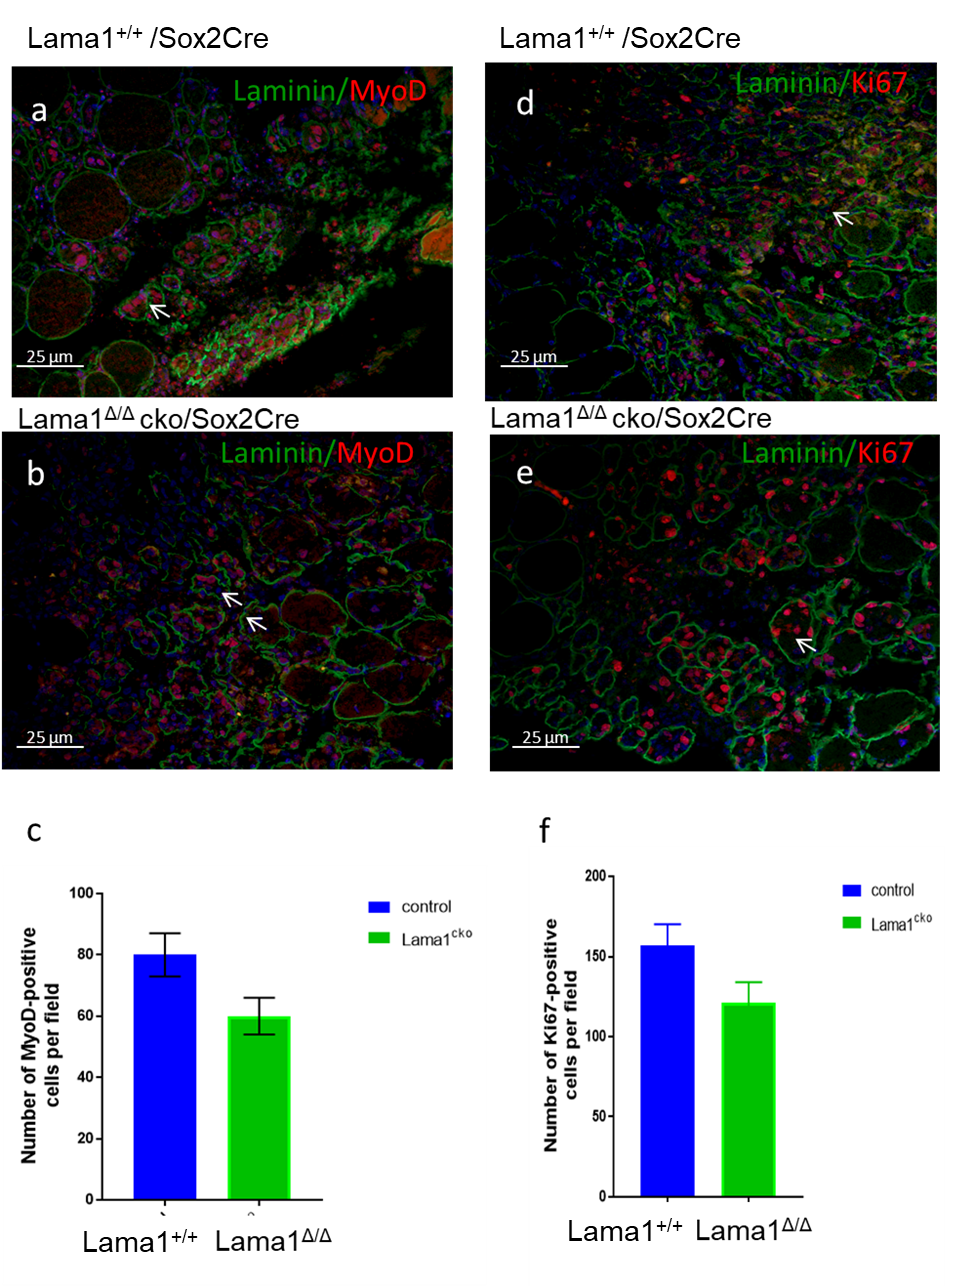 Lama1+/+ /Sox2Cre
Lama1+/+ /Sox2Cre
a
Laminin/MyoD
25 µm
d
Laminin/Ki67
25 µm
Lama1Δ/Δ cko/Sox2Cre
Lama1Δ/Δ cko/Sox2Cre
b
Laminin/MyoD
25 µm
e
Laminin/Ki67
25 µm
c
Number of MyoD-positive
cells per field
100
80
60
40
20
0
control
Lama1cko
Lama1+/+
Lama1Δ/Δ
f
Number of Ki67-positive
cells per field
200
150
100
50
0
control
Lama1cko
Lama1+/+
Lama1Δ/Δ